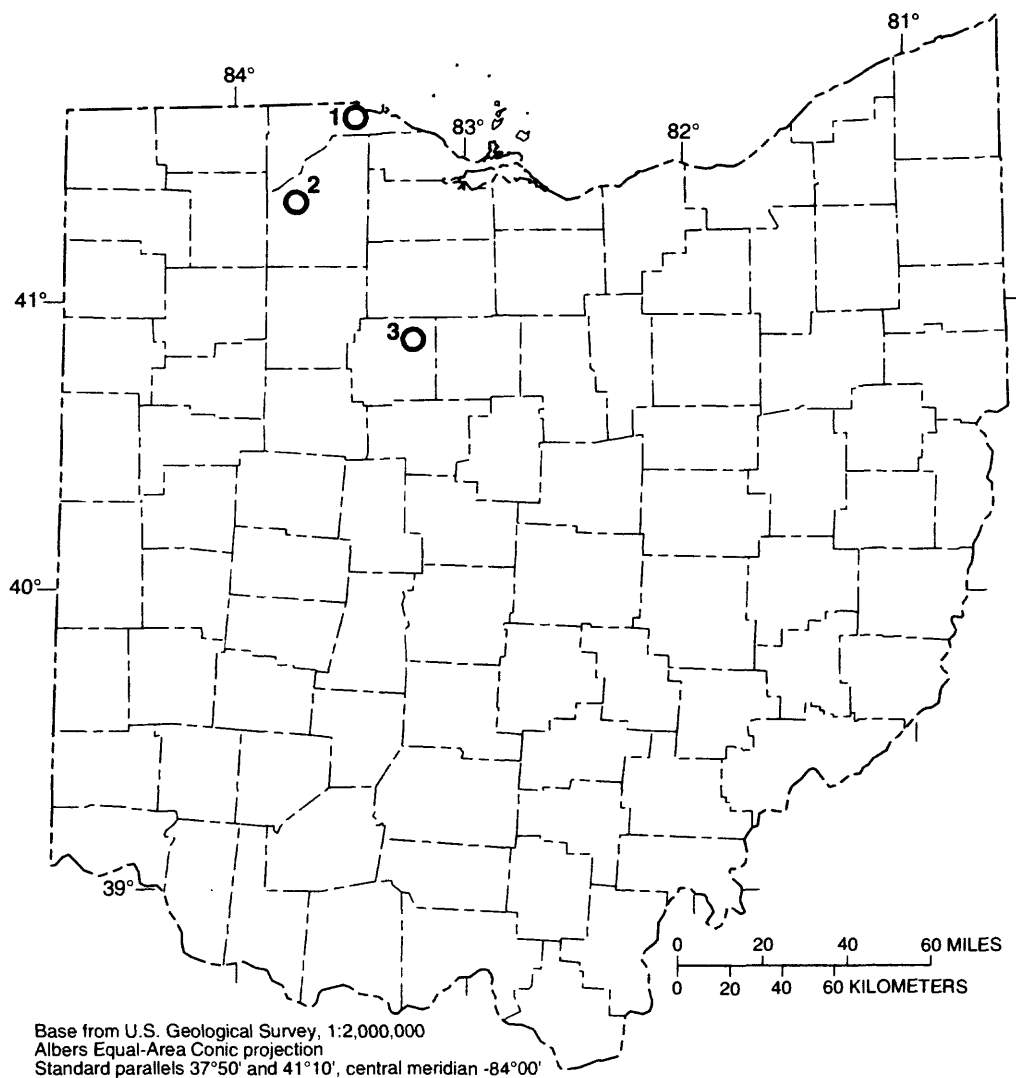 81°
84°
1
83°
82°
2
41°
3
40°
39°
0 20 40 60 MILES
0 20 40 60 KILOMETERS
Base from U.S. Geological Survey, 1:2,000,000
Albers Equal-Area Conic projection
Standard parallels 37°50' and 41°10', central meridian -84°00'